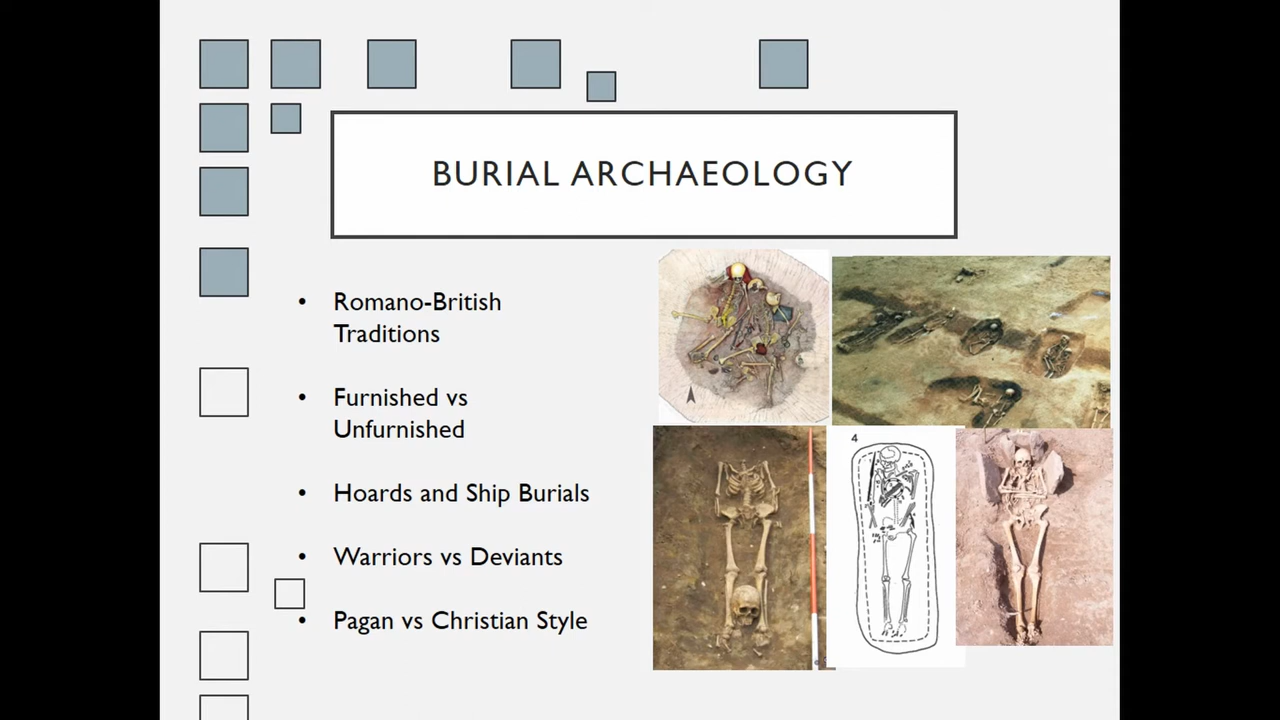 BURIAL ARCHAEOLOGY
• Romano-British
Traditions
• Furnished vs
Unfurnished
• Hoards and Ship Burials
• Warriors vs Deviants
• Pagan vs Christian Style
4